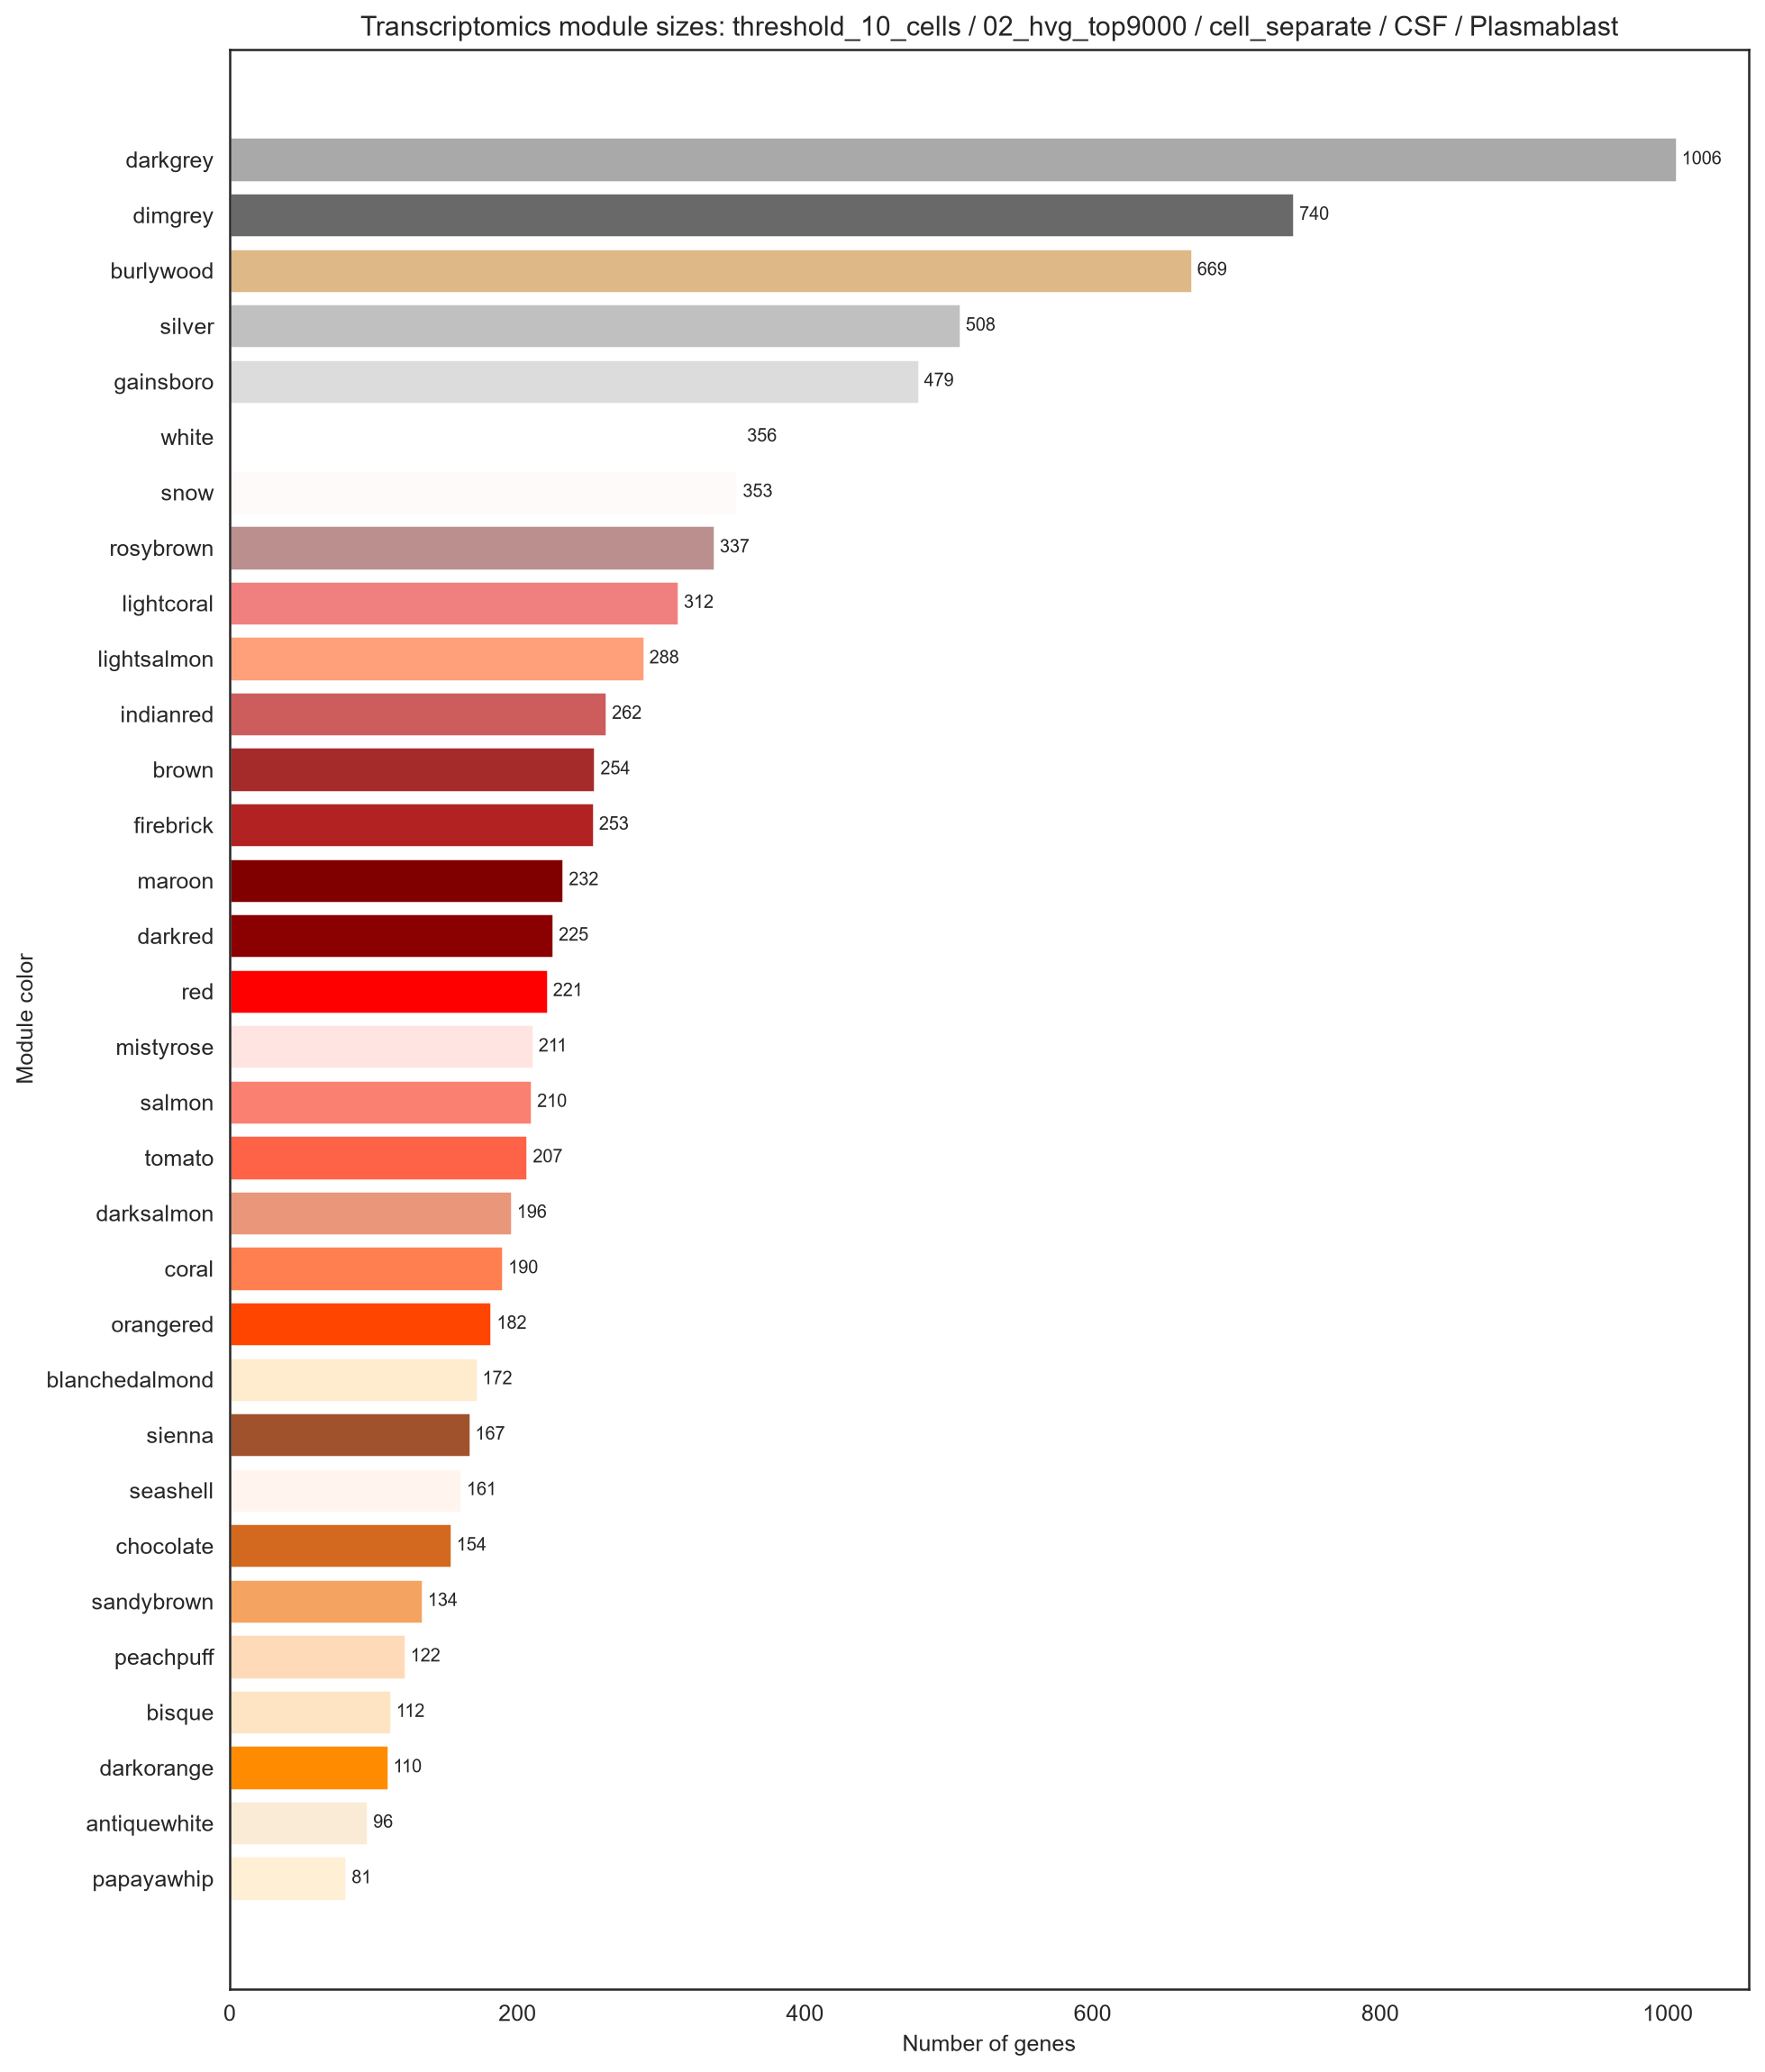 Transcriptomics module sizes: threshold_10_cells / 02_hvg_top9000 / cell_separate / CSF / Plasmablast
darkgrey 1006
dimgrey 740
burlywood 669
silver 508
gainsboro 479
white 356
snow 353
rosybrown 337
lightcoral 312
lightsalmon 288
indianred 262
brown 254
firebrick 253
maroon 232
darkred 225
red 221
mistyrose 211
salmon 210
tomato 207
darksalmon 196
coral 190
orangered 182
blanchedalmond 172
sienna 167
seashell 161
chocolate 154
sandybrown 134
peachpuff 122
bisque 112
darkorange 110
antiquewhite 96
papayawhip 81
Module color
0 200 400 600 800 1000
Number of genes